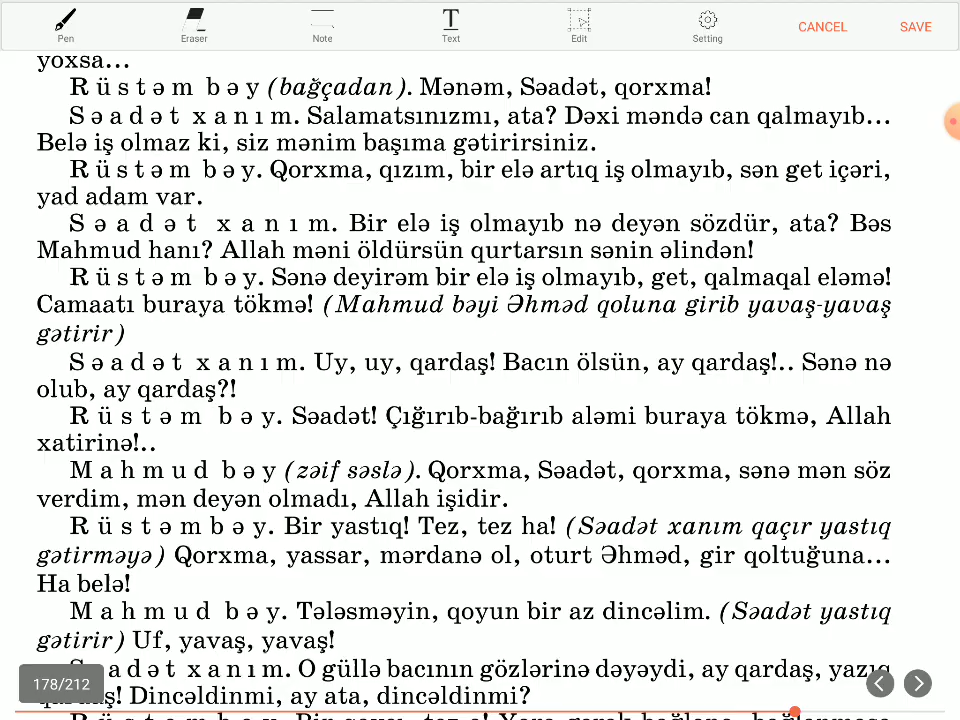 Pen
Eraser
Note
Text
Edit
Setting
CANCEL
SAVE
yoxsa...
Rüstəm bəy (bağçadan). Mənəm, Səadət, qorxma!
Səadət xanım. Salamatsınızmı, ata? Dəxi məndə can qalmayıb...
Belə iş olmaz ki, siz mənim başıma gətirirsiniz.
Rüstəm bəy. Qorxma, qızım, bir elə artıq iş olmayıb, sən get içəri,
yad adam var.
Səadət xanım. Bir elə iş olmayıb nə deyən sözdür, ata? Bəs
Mahmud hanı? Allah məni öldürsün qurtarsın sənin əlindən!
Rüstəm bəy. Sənə deyirəm bir elə iş olmayıb, get, qalmaqal eləmə!
Camaatı buraya tökmə! (Mahmud bəyi Əhməd qoluna girib yavaş-yavaş
gətirir)
Səadət xanım. Uy, uy, qardaş! Bacın ölsün, ay qardaş!.. Sənə nə
olub, ay qardaş?!
Rüstəm bəy. Səadət! Çığırıb-bağırıb aləmi buraya tökmə, Allah
xatirinə!..
Mahmud bəy (zəif səslə). Qorxma, Səadət, qorxma, sənə mən söz
verdim, mən deyən olmadı, Allah işidir.
Rüstəmbəy. Bir yastıq! Tez, tez ha! (Səadət xanım qaçır yastıq
gətirməyə) Qorxma, yassar, mərdanə ol, oturt Əhməd, gir qoltuğuna...
Ha belə!
Mahmud bəy. Tələsməyin, qoyun bir az dincəlim. (Səadət yastıq
gətirir) Uf, yavaş, yavaş!
Səadət xanım. O güllə bacının gözlərinə dəyəydi, ay qardaş, yazıq
qardaş! Dincəldinmi, ay ata, dincəldinmi?
178/212